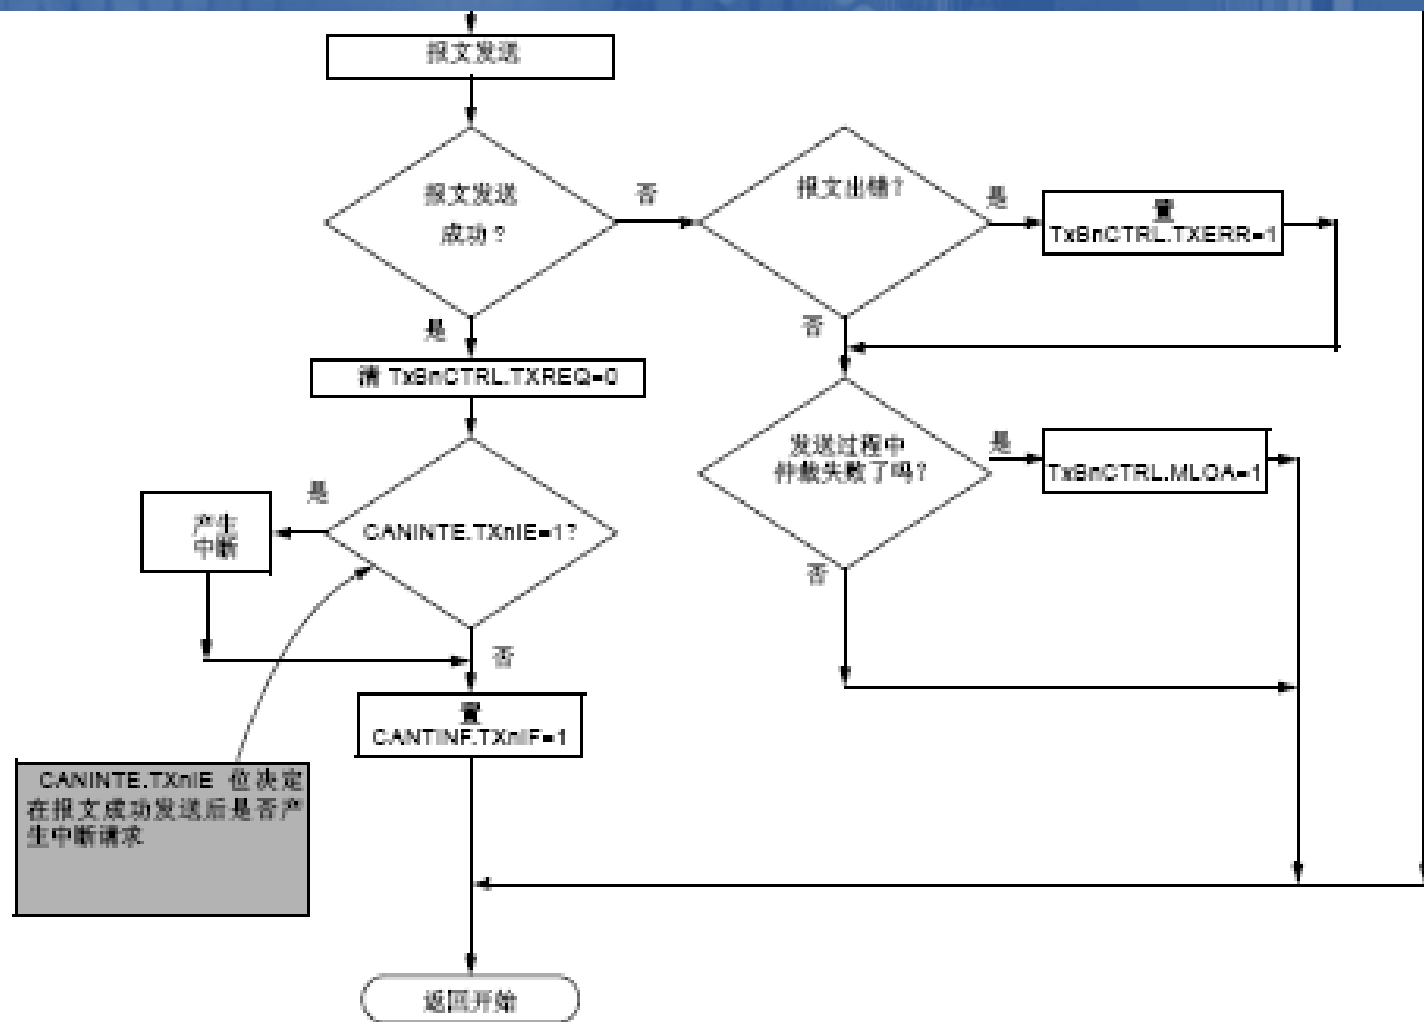 报文发送
报文发送
成功？
否
报文出错？
是
置
TxBnCTRL.TXERR=1
是
否
清 TxBnCTRL.TXREQ=0
发送过程中
仲裁失败了吗？
是
TxBnCTRL.MLOA=1
是
产生
中断
CANINTE.TXnIE=1?
否
否
置
CANTINF.TXnIF=1
CANINTE.TXnIE 位决定
在报文成功发送后是否产
生中断请求
返回开始